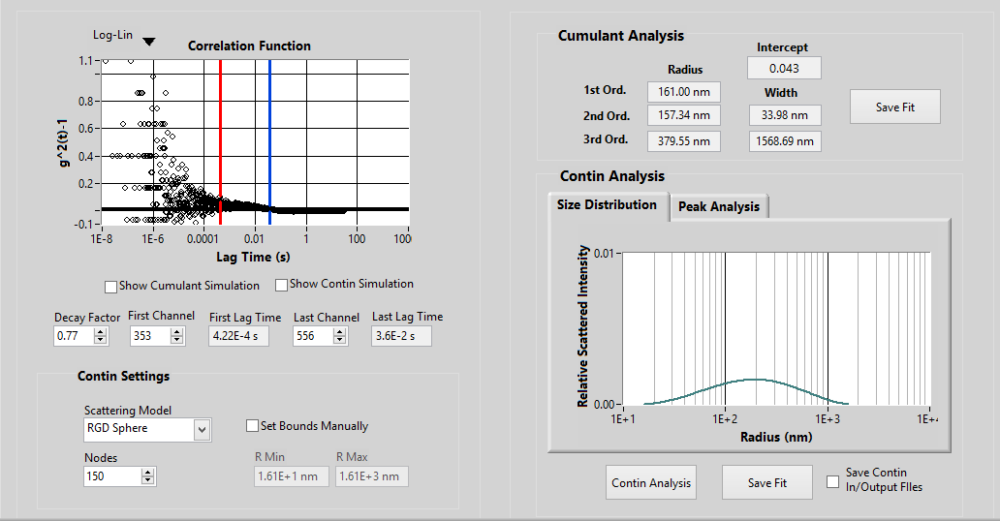 Log-Lin
Correlation Function
g^2(t)-1
1.1
0.8
0.6
0.4
0.2
-0.1
1E-8 1E-6 0.0001 0.01 1 100 100
Lag Time (s)
Show Cumulant Simulation Show Contin Simulation
Decay Factor First Channel First Lag Time Last Channel Last Lag Time
0.77 353 4.22E-4 s 556 3.6E-2 s
Contin Settings
Scattering Model
RGD Sphere
Set Bounds Manually
Nodes R Min R Max
150 1.61E+1 nm 1.61E+3 nm
Cumulant Analysis
Intercept
0.043
Radius
Width
1st Ord. 161.00 nm
2nd Ord. 157.34 nm 33.98 nm
3rd Ord. 379.55 nm 1568.69 nm
Save Fit
Contin Analysis
Size Distribution Peak Analysis
Relative Scattered Intensity
0.01
0.00
1E+1 1E+2 1E+3 1E+4
Radius (nm)
Contin Analysis Save Fit
Save Contin
In/Output FIles